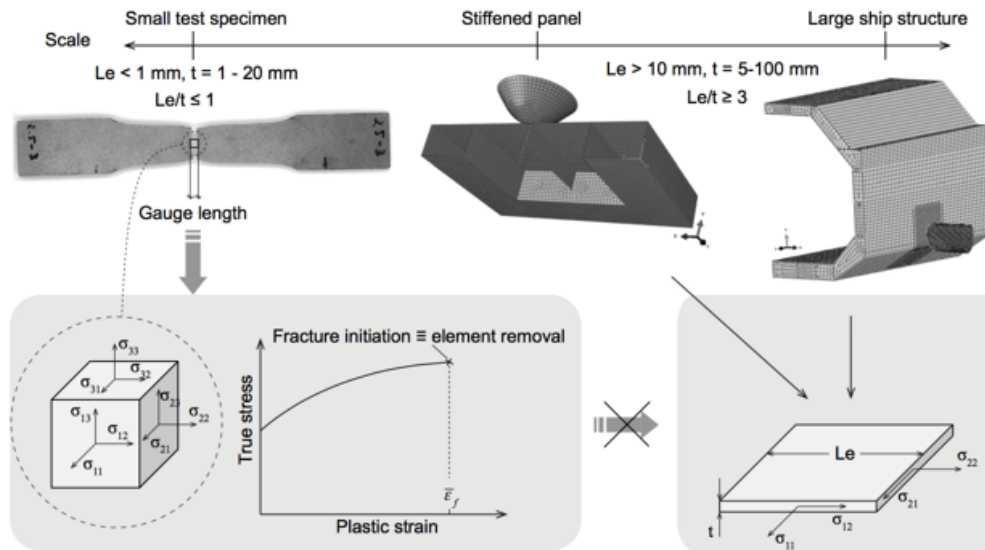 Small test specimen
Stiffened panel
Large ship structure
Scale
Le < 1 mm, t = 1 - 20 mm
Le/t ≤ 1
Le > 10 mm, t = 5-100 mm
Le/t ≥ 3
Gauge length
Fracture initiation ≡ element removal
True stress
Plastic strain
ε̄f
σ33
σ32
σ31
σ23
σ13
σ22
σ12
σ21
σ11
Le
σ22
σ21
σ12
t
σ11